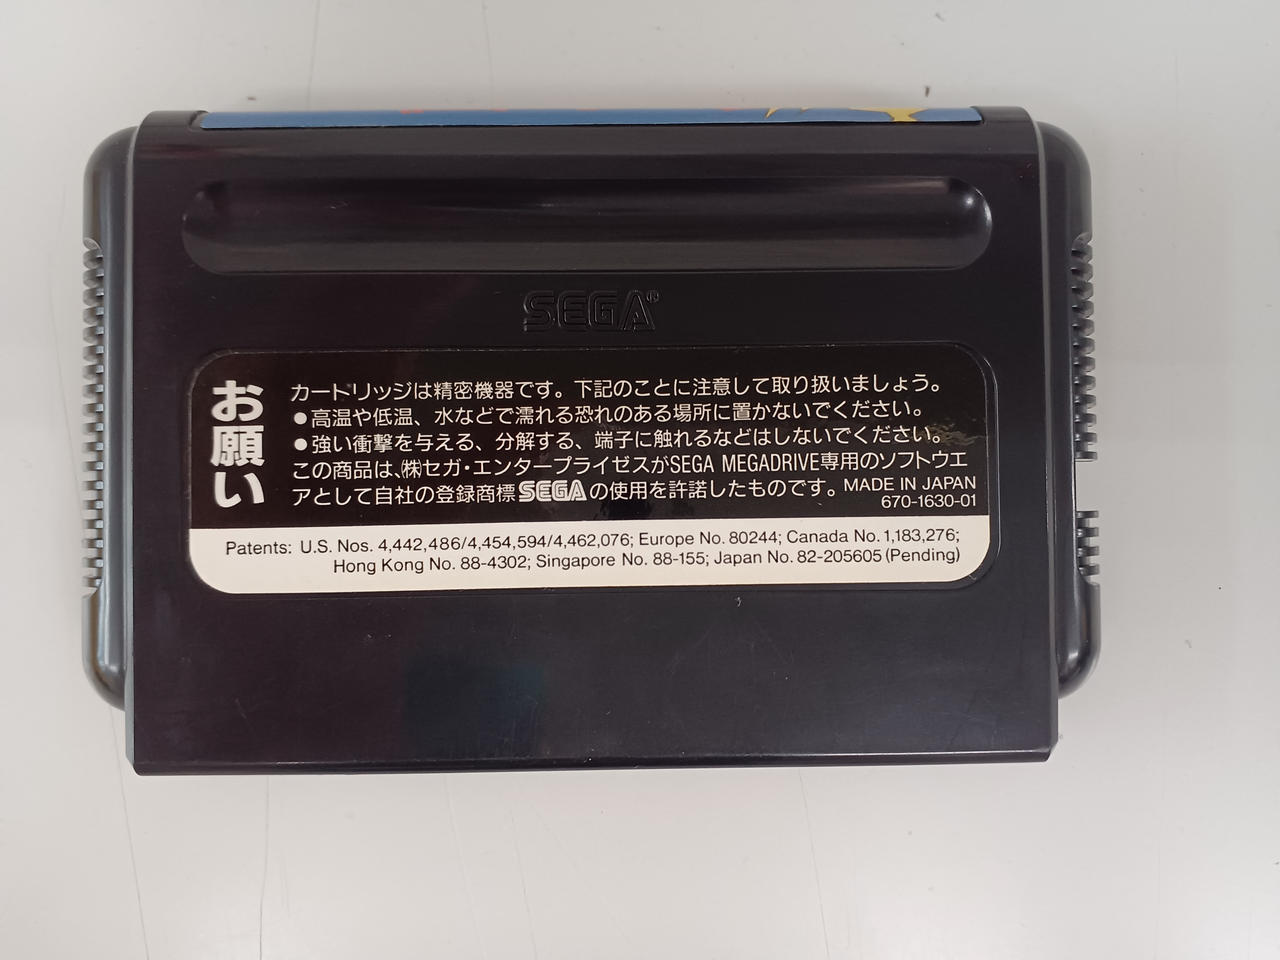 SEGA®
お願い
カートリッジは精密機器です。下記のことに注意して取り扱いましょう。
●高温や低温、水などで濡れる恐れのある場所に置かないでください。
●強い衝撃を与える、分解する、端子に触れるなどはしないでください。
この商品は、㈱セガ・エンタープライゼスがSEGA MEGADRIVE専用のソフトウエ
アとして自社の登録商標SEGAの使用を許諾したものです。MADE IN JAPAN
670-1630-01
Patents: U.S. Nos. 4,442,486/4,454,594/4,462,076; Europe No. 80244; Canada No. 1,183,276;
Hong Kong No. 88-4302; Singapore No. 88-155; Japan No. 82-205605 (Pending)